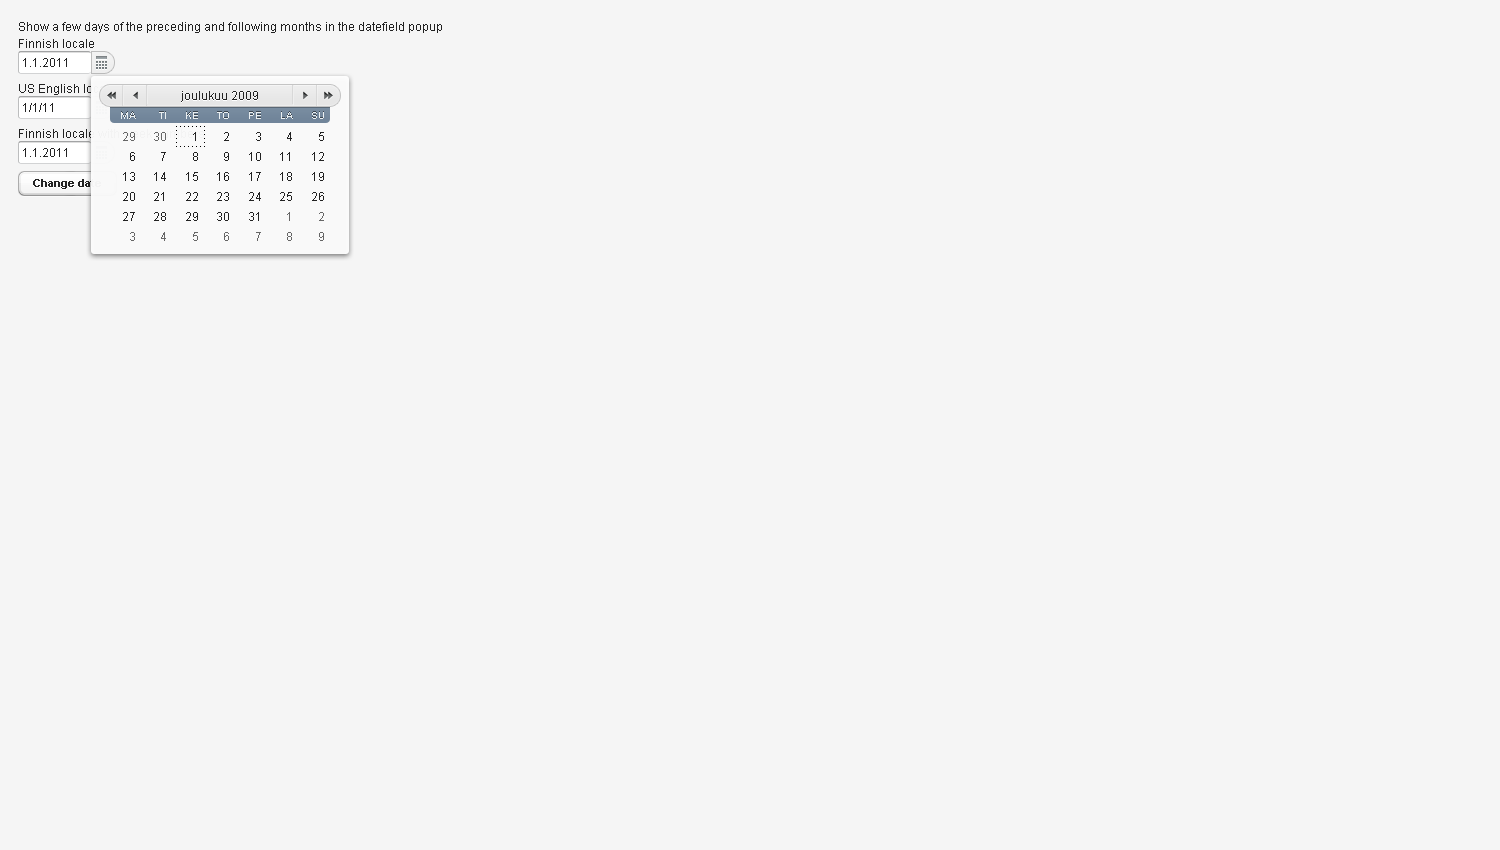 Show a few days of the preceding and following months in the datefield popup
Finnish locale
1.1.2011
joulukuu 2009
US English lo
1/1/11
MA TI KE TO PE LA SU
29 30 1 2 3 4 5
Finnish locale
6 7 8 9 10 11 12
1.1.2011
13 14 15 16 17 18 19
Change dat
20 21 22 23 24 25 26
27 28 29 30 31 1 2
3 4 5 6 7 8 9